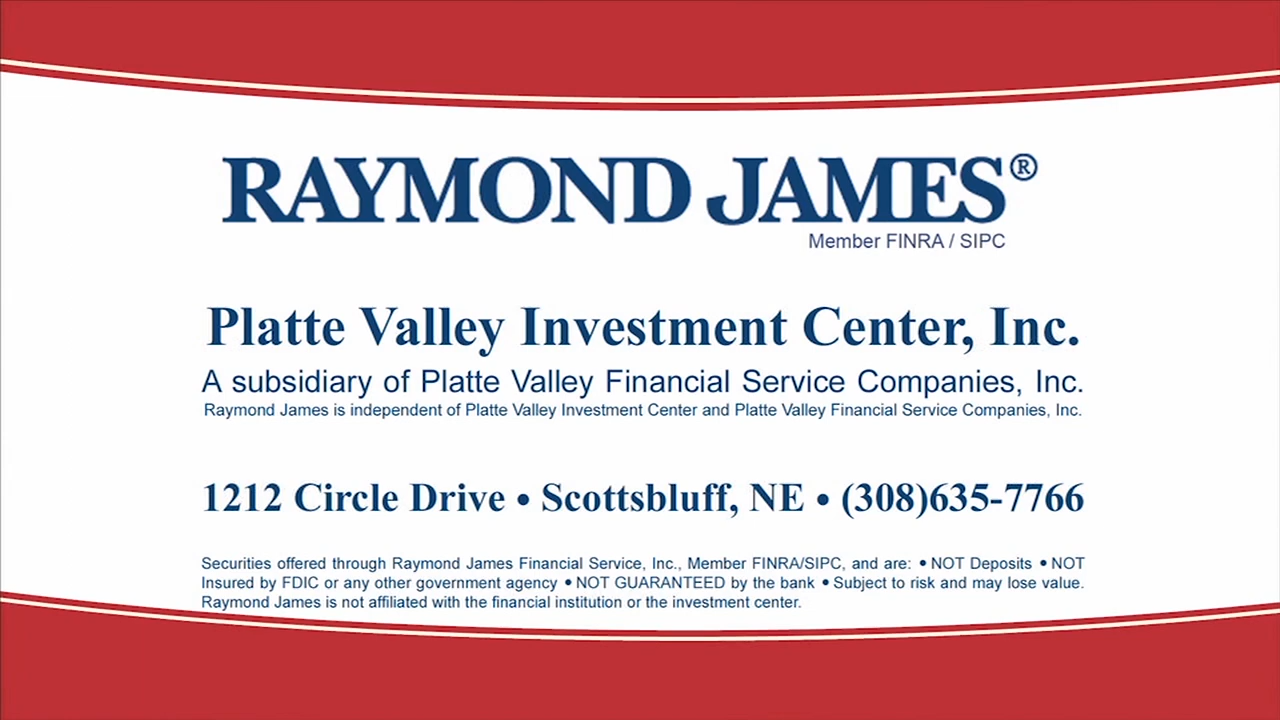 RAYMOND JAMES®
Member FINRA / SIPC
Platte Valley Investment Center, Inc.
A subsidiary of Platte Valley Financial Service Companies, Inc.
Raymond James is independent of Platte Valley Investment Center and Platte Valley Financial Service Companies, Inc.
1212 Circle Drive • Scottsbluff, NE • (308)635-7766
Securities offered through Raymond James Financial Service, Inc., Member FINRA/SIPC, and are: • NOT Deposits • NOT
Insured by FDIC or any other government agency • NOT GUARANTEED by the bank • Subject to risk and may lose value.
Raymond James is not affiliated with the financial institution or the investment center.